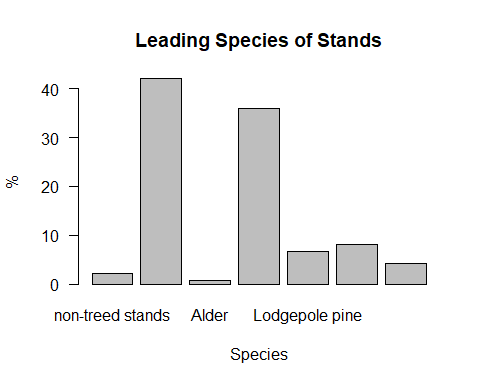 Leading Species of Stands
%
40
30
20
10
0
non-treed stands Alder Lodgepole pine
Species